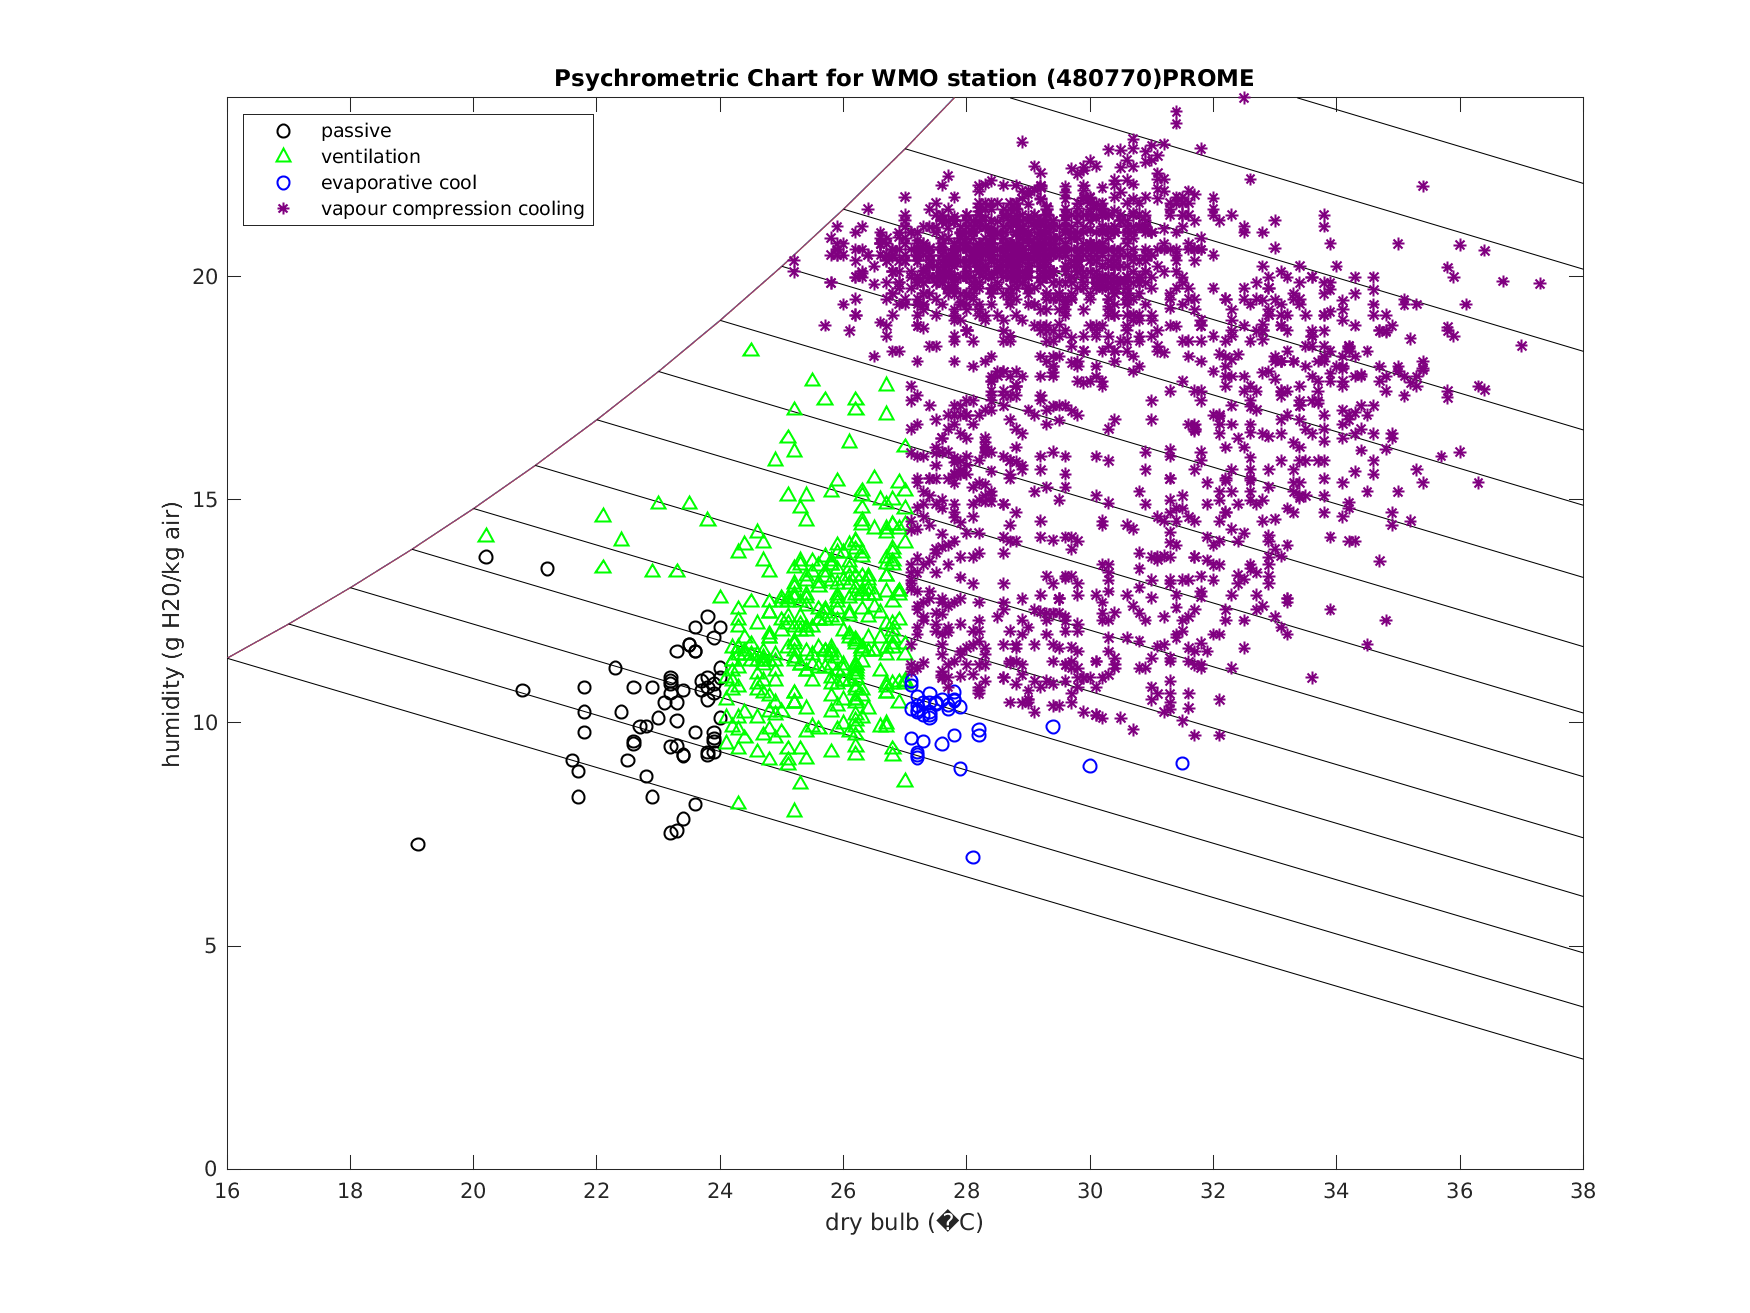 Psychrometric Chart for WMO station (480770)PROME
passive
ventilation
evaporative cool
vapour compression cooling
humidity (g H20/kg air)
20
15
10
5
0
16 18 20 22 24 26 28 30 32 34 36 38
dry bulb (�C)